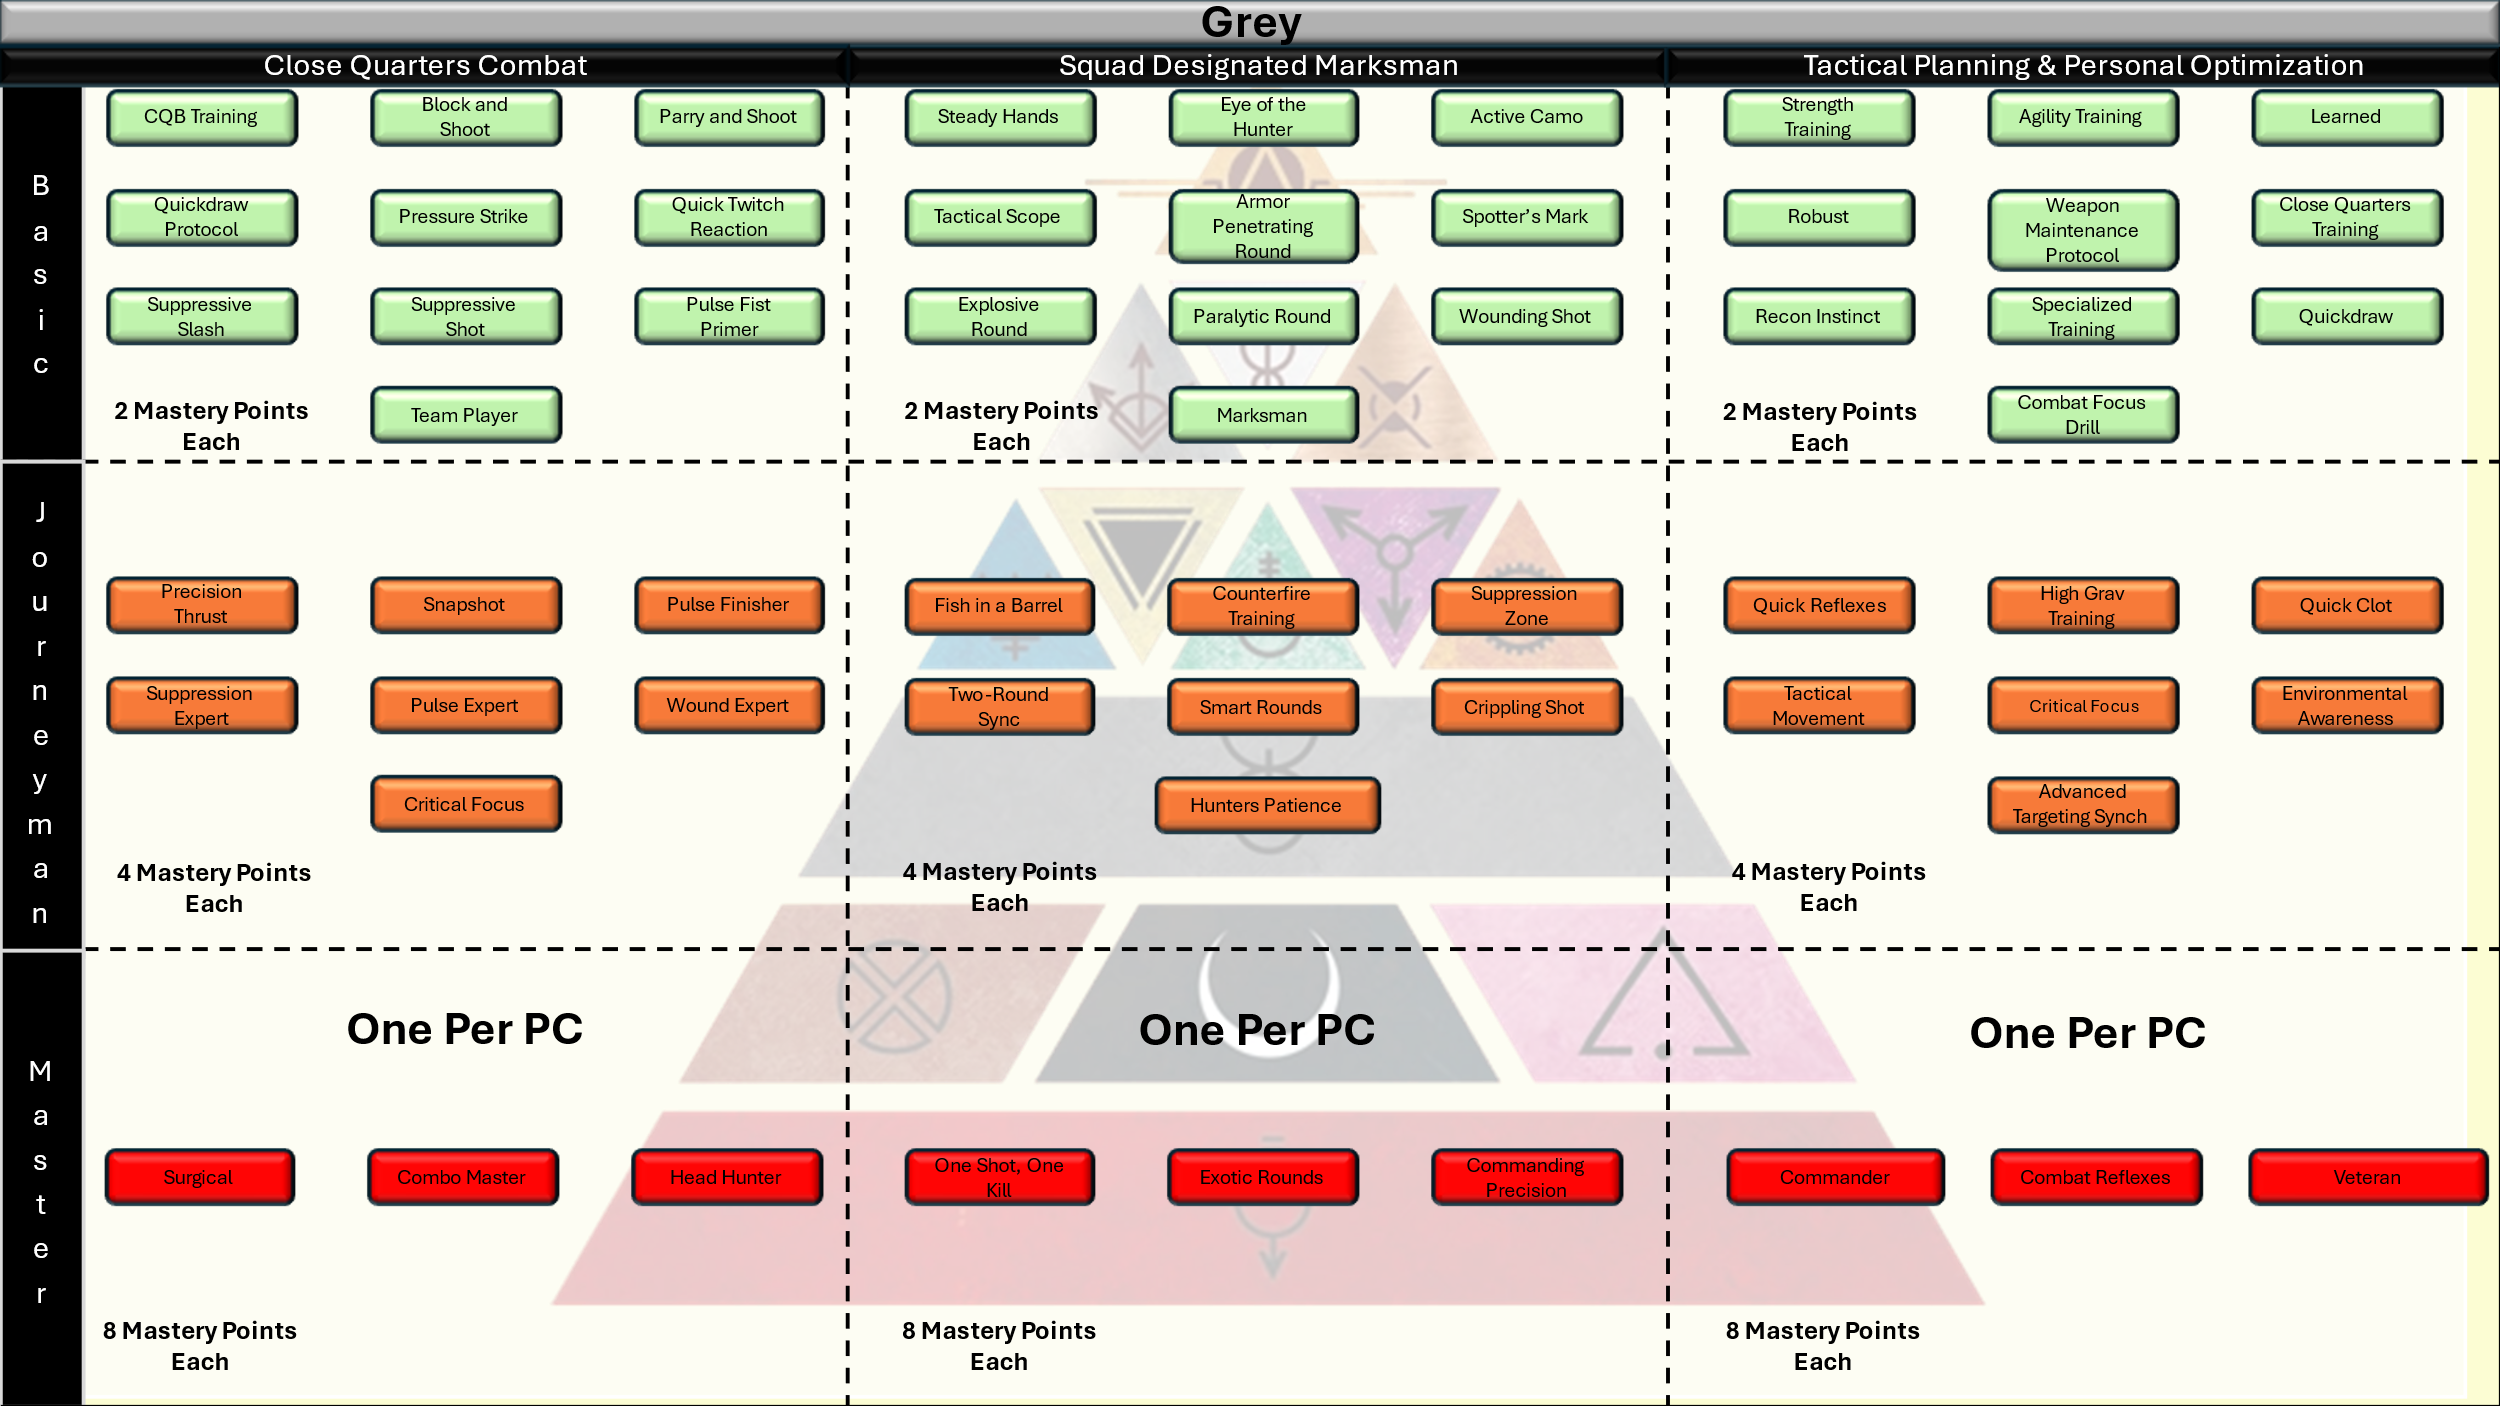 Grey
Close Quarters Combat
Squad Designated Marksman
Tactical Planning & Personal Optimization
Basic
CQB Training
Block and
Shoot
Parry and Shoot
Quickdraw
Protocol
Pressure Strike
Quick Twitch
Reaction
Suppressive
Slash
Suppressive
Shot
Pulse Fist
Primer
2 Mastery Points
Each
Team Player
Steady Hands
Eye of the
Hunter
Active Camo
Tactical Scope
Armor
Penetrating
Round
Spotter's Mark
Explosive
Round
Paralytic Round
Wounding Shot
2 Mastery Points
Each
Marksman
Strength
Training
Agility Training
Learned
Robust
Weapon
Maintenance
Protocol
Close Quarters
Training
Recon Instinct
Specialized
Training
Quickdraw
2 Mastery Points
Each
Combat Focus
Drill
Journeyman
Precision
Thrust
Snapshot
Pulse Finisher
Suppression
Expert
Pulse Expert
Wound Expert
Critical Focus
4 Mastery Points
Each
Fish in a Barrel
Counterfire
Training
Suppression
Zone
Two-Round
Sync
Smart Rounds
Crippling Shot
Hunters Patience
4 Mastery Points
Each
Quick Reflexes
High Grav
Training
Quick Clot
Tactical
Movement
Critical Focus
Environmental
Awareness
Advanced
Targeting Synch
4 Mastery Points
Each
Master
One Per PC
Surgical
Combo Master
Head Hunter
8 Mastery Points
Each
One Per PC
One Shot, One
Kill
Exotic Rounds
Commanding
Precision
8 Mastery Points
Each
One Per PC
Commander
Combat Reflexes
Veteran
8 Mastery Points
Each